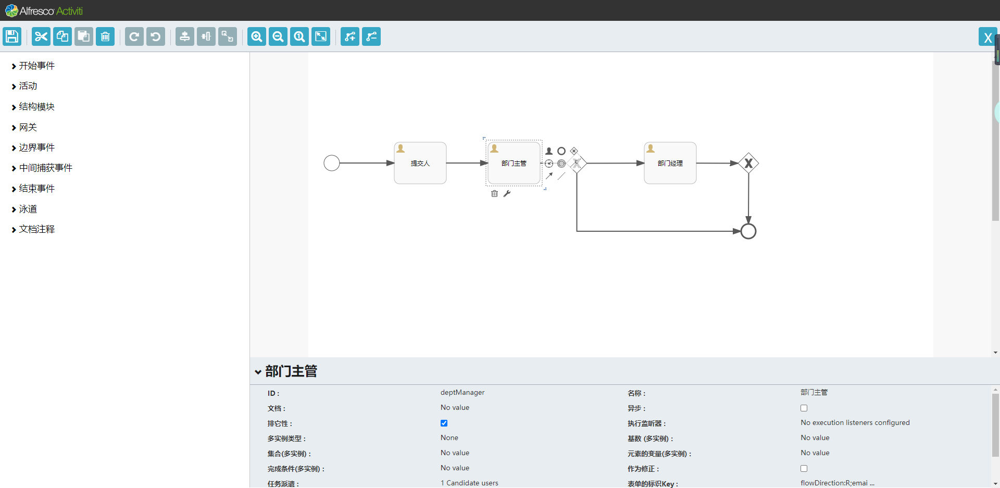 Alfresco Activiti
X
开始事件
活动
结构模块
网关
边界事件
中间捕获事件
结束事件
泳道
文档注释
提交人
部门主管
部门经理
部门主管
ID :
deptManager
名称 :
部门主管
文档 :
No value
异步 :
排它性 :
执行监听器 :
No execution listeners configured
多实例类型 :
None
基数 (多实例) :
No value
集合(多实例) :
No value
元素的变量(多实例) :
No value
完成条件(多实例) :
No value
作为修正 :
任务派遣 :
1 Candidate users
表单的标识Key :
flowDirection:R;emai ...